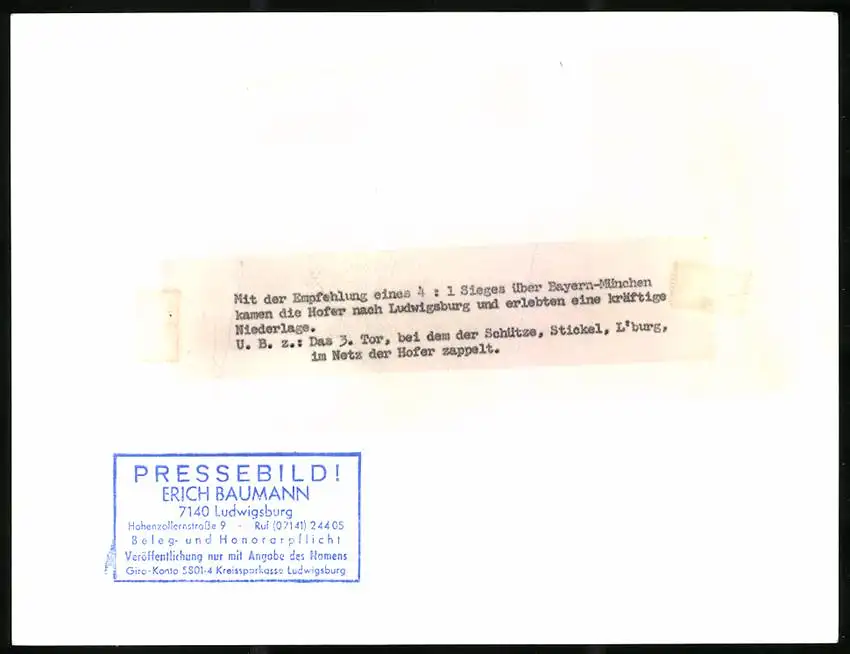 Mit der Empfehlung eines 4 : 1 Sieges über Bayern-München
kamen die Hofer nach Ludwigsburg und erlebten eine kräftige
Niederlage.
U. B. z.: Das 3. Tor, bei dem der Schütze, Stickel, L'burg,
im Netz der Hofer zappelt.
PRESSEBILD!
ERICH BAUMANN
7140 Ludwigsburg
Hohenzollernstraße 9 - Ruf (07141) 24405
Beleg- und Honorarpflicht
Veröffentlichung nur mit Angabe des Namens
Giro-Konto 5801-4 Kreissparkasse Ludwigsburg